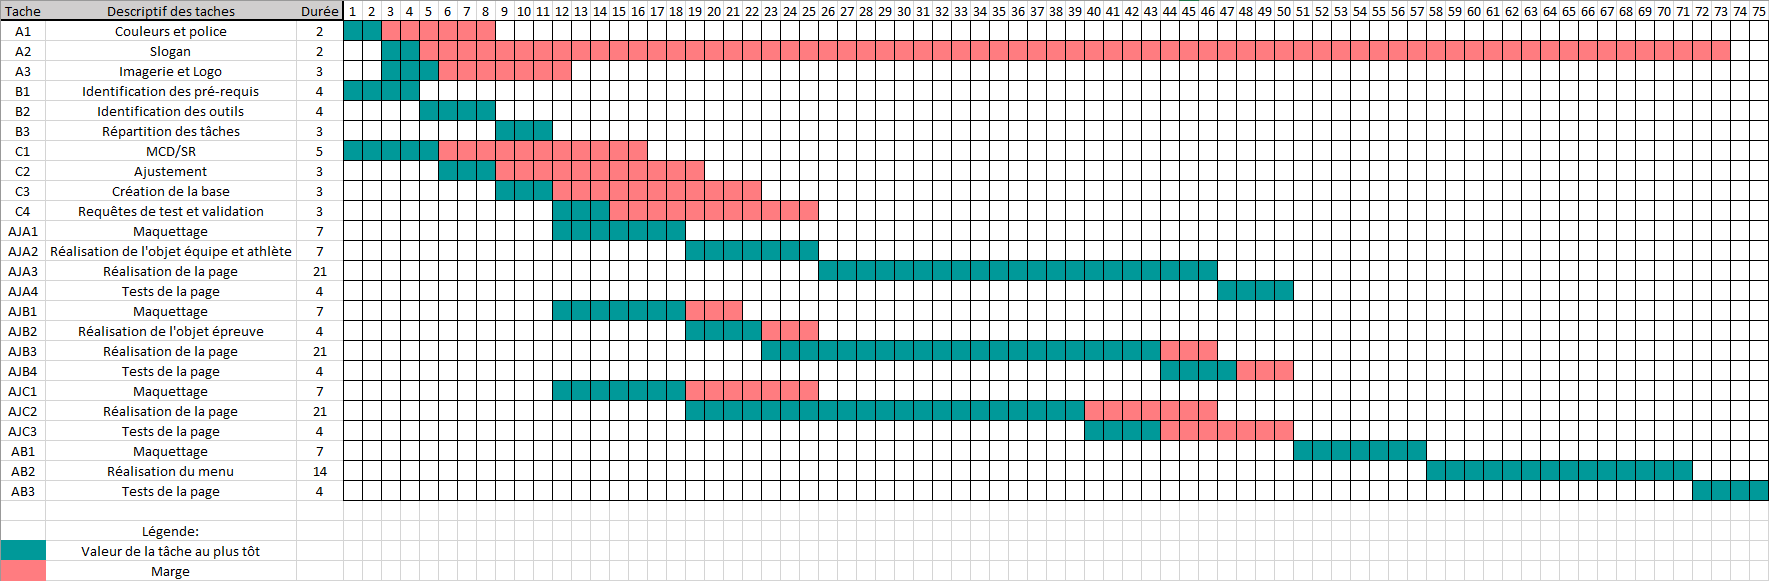 Tache Descriptif des taches Durée 1 2 3 4 5 6 7 8 9 10 11 12 13 14 15 16 17 18 19 20 21 22 23 24 25 26 27 28 29 30 31 32 33 34 35 36 37 38 39 40 41 42 43 44 45 46 47 48 49 50 51 52 53 54 55 56 57 58 59 60 61 62 63 64 65 66 67 68 69 70 71 72 73 74 75
A1 Couleurs et police 2
A2 Slogan 2
A3 Imagerie et Logo 3
B1 Identification des pré-requis 4
B2 Identification des outils 4
B3 Répartition des tâches 3
C1 MCD/SR 5
C2 Ajustement 3
C3 Création de la base 3
C4 Requêtes de test et validation 3
AJA1 Maquettage 7
AJA2 Réalisation de l'objet équipe et athlète 7
AJA3 Réalisation de la page 21
AJA4 Tests de la page 4
AJB1 Maquettage 7
AJB2 Réalisation de l'objet épreuve 4
AJB3 Réalisation de la page 21
AJB4 Tests de la page 4
AJC1 Maquettage 7
AJC2 Réalisation de la page 21
AJC3 Tests de la page 4
AB1 Maquettage 7
AB2 Réalisation du menu 14
AB3 Tests de la page 4
Légende:
Valeur de la tâche au plus tôt
Marge